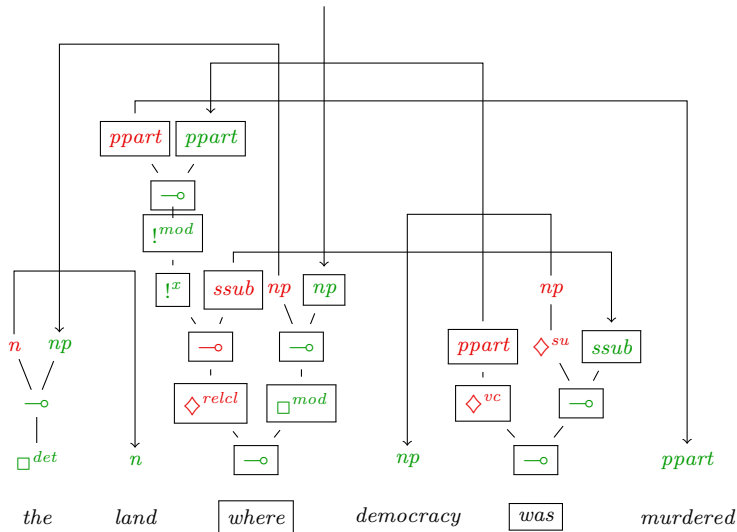 ppart ppart
⊸
!^mod
!^x ssub np np np
n np ⊸ ⊸ ppart ◇^su ssub
⊸ ◇^relcl □^mod ◇^vc ⊸
□^det n ⊸ np ⊸ ppart
the land where democracy was murdered